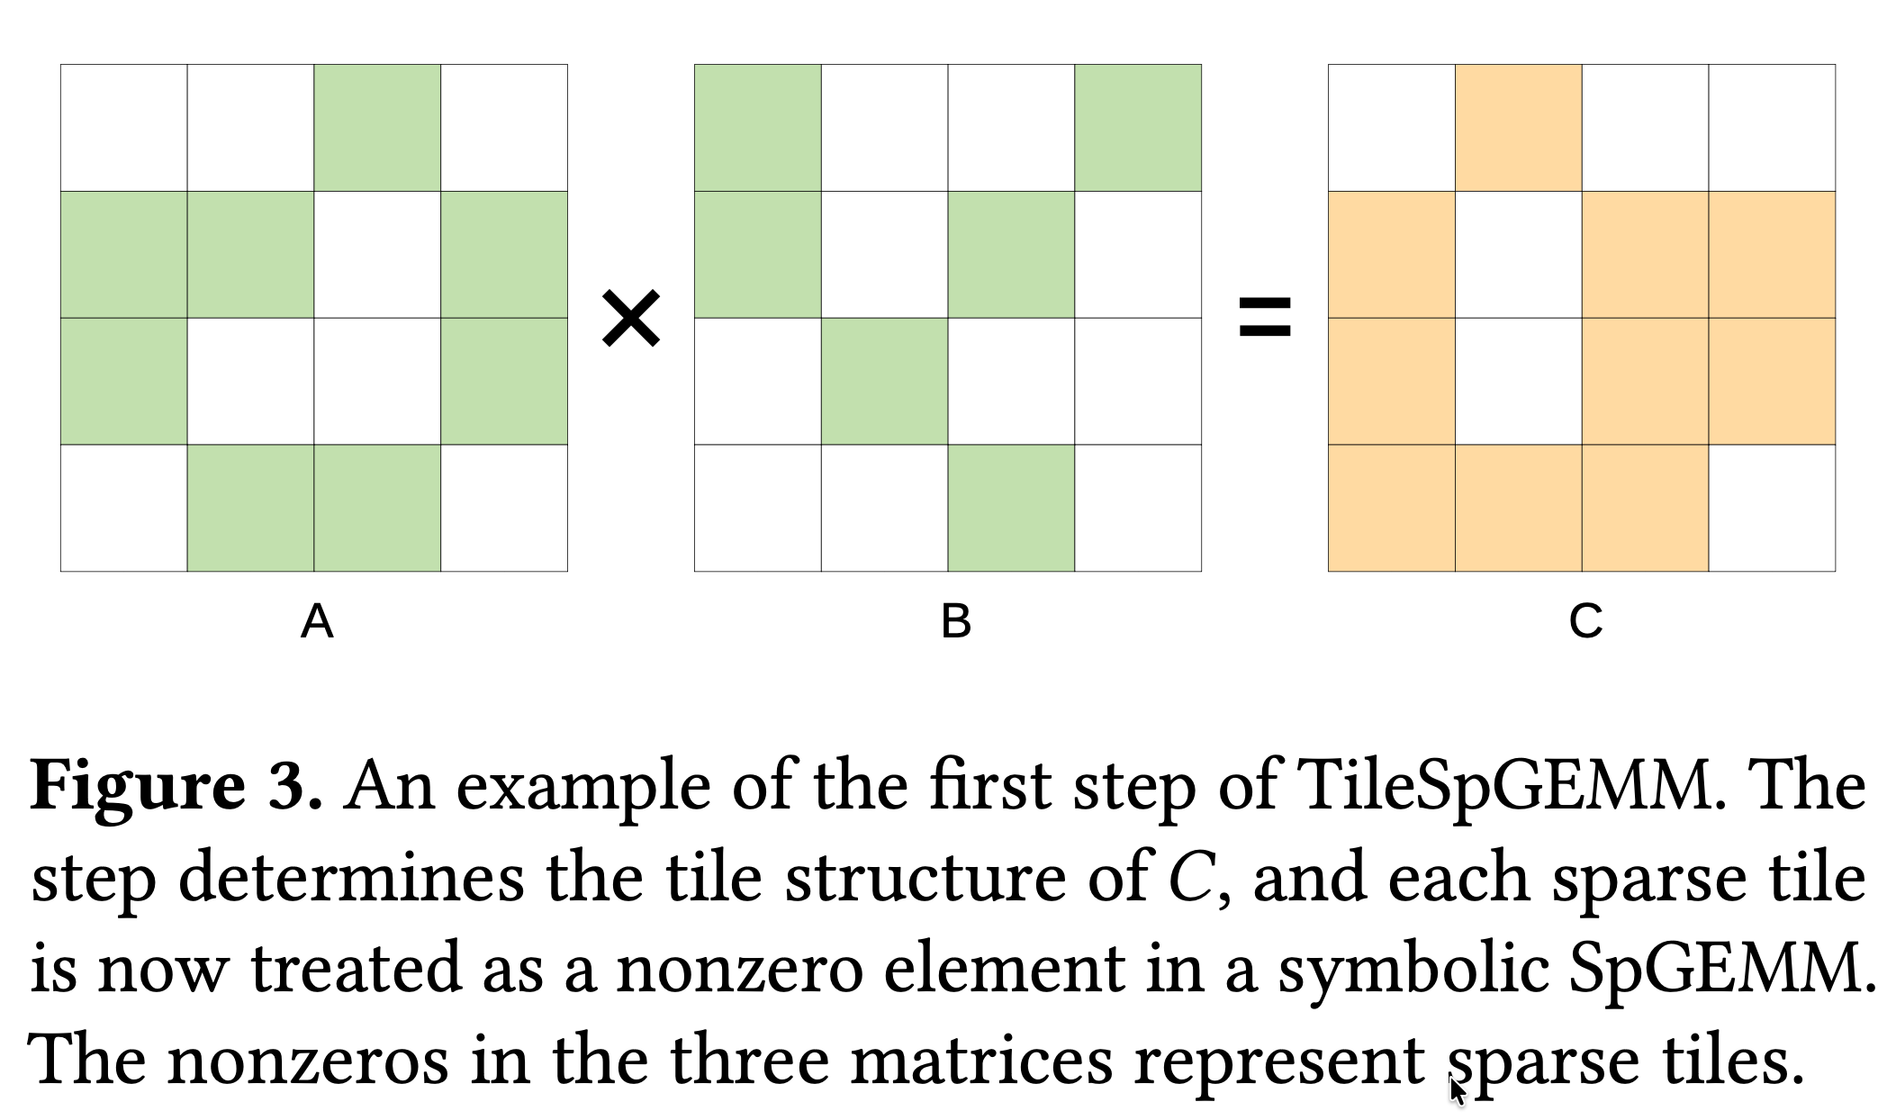 × =
A B C
Figure 3. An example of the first step of TileSpGEMM. The
step determines the tile structure of C, and each sparse tile
is now treated as a nonzero element in a symbolic SpGEMM.
The nonzeros in the three matrices represent sparse tiles.